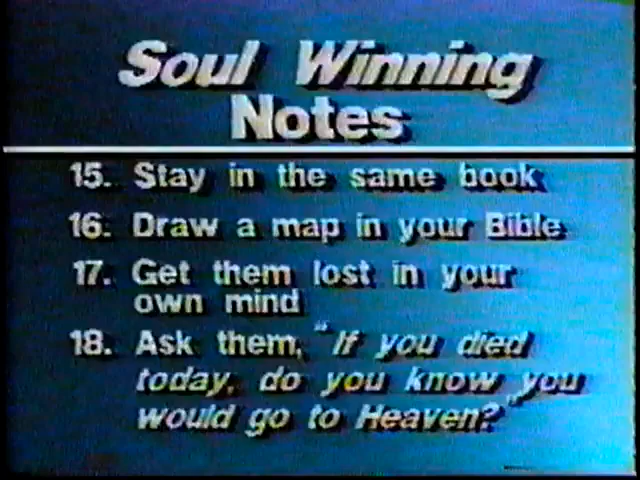 Soul Winning
Notes
15. Stay in the same book
16. Draw a map in your Bible
17. Get them lost in your
own mind
18. Ask them, "If you died
today, do you know you
would go to Heaven?"